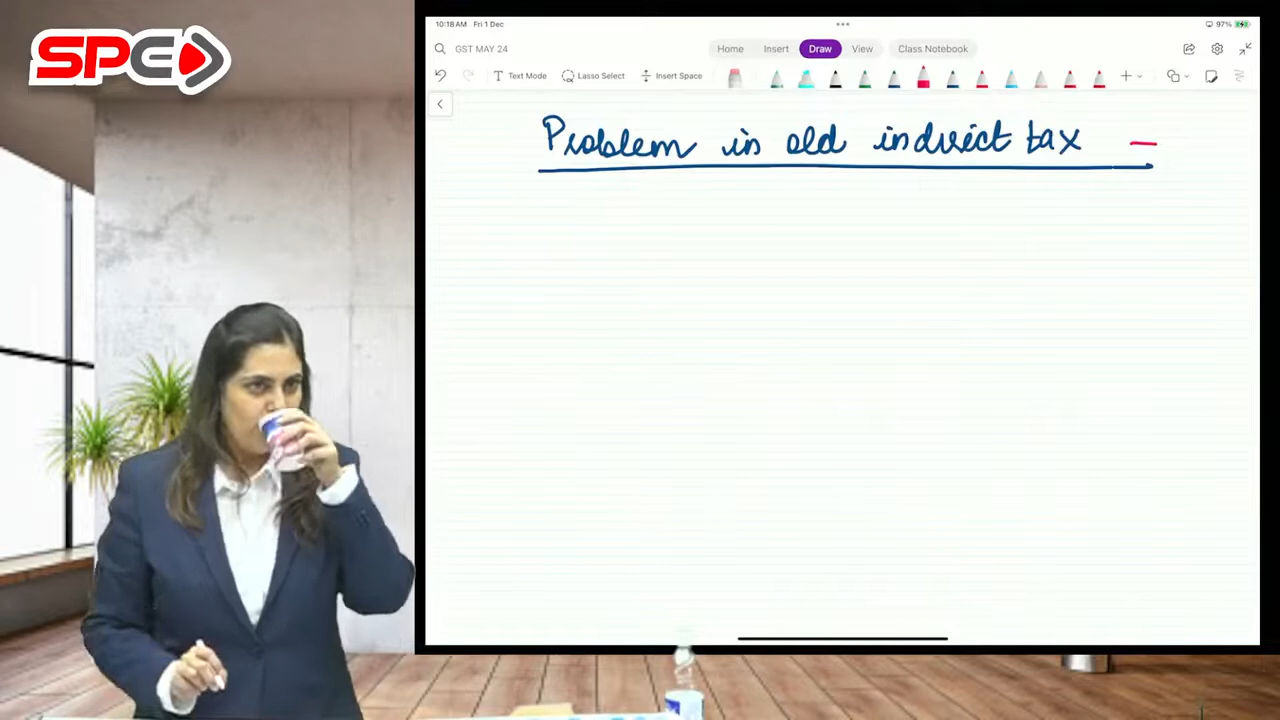 SPED
10:18 AM Fri 1 Dec
97%
GST MAY 24
Home Insert Draw View Class Notebook
Text Mode Lasso Select Insert Space
Problem in old indirect tax –